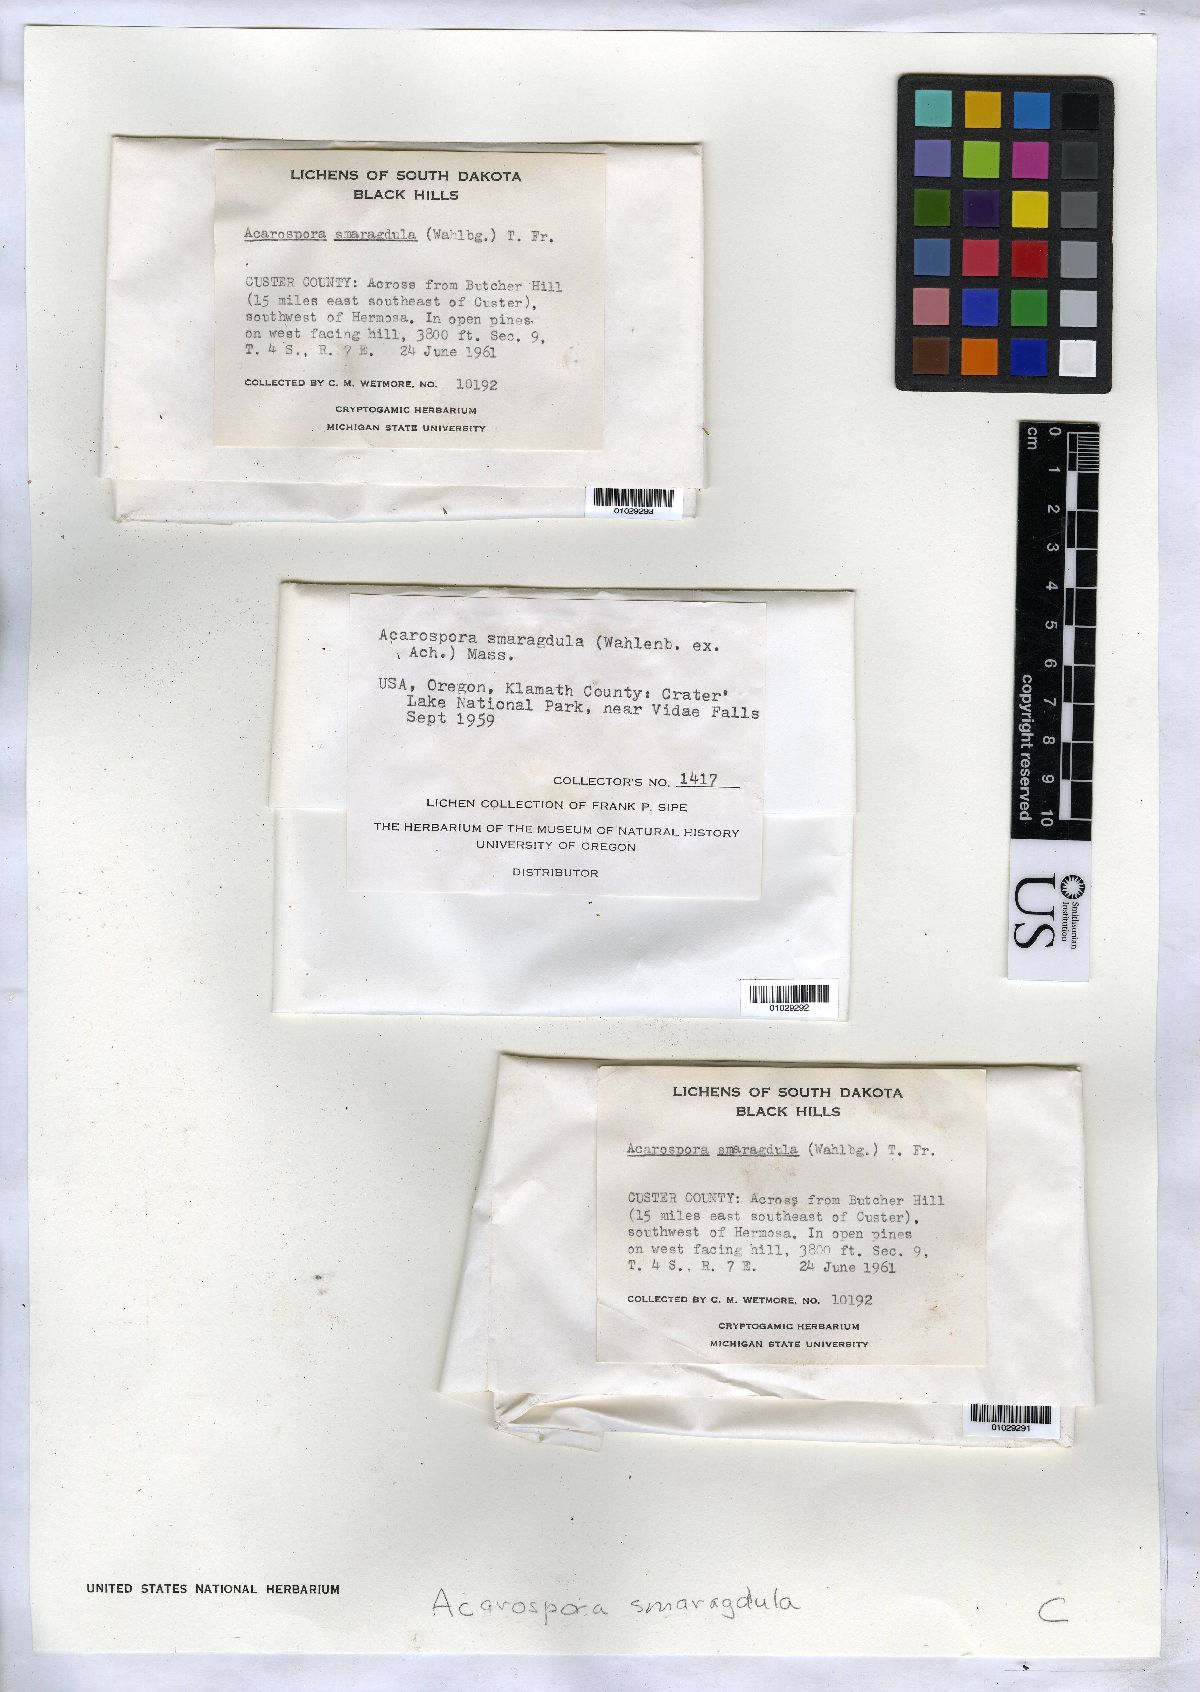 LICHENS OF SOUTH DAKOTA
BLACK HILLS
Acarospora smaragdula (Wahlbg.) T. Fr.
CUSTER COUNTY: Across from Butcher Hill
(15 miles east southeast of Custer),
southwest of Hermosa. In open pines
on west facing hill, 3800 ft. Sec. 9,
T. 4 S., R. 7 E. 24 June 1961
COLLECTED BY C. M. WETMORE, NO. 10192
CRYPTOGAMIC HERBARIUM
MICHIGAN STATE UNIVERSITY
01029293
Acarospora smaragdula (Wahlenb. ex.
Ach.) Mass.
USA, Oregon, Klamath County: Crater'
Lake National Park, near Vidae Falls
Sept 1959
COLLECTOR'S NO. 1417
LICHEN COLLECTION OF FRANK P. SIPE
THE HERBARIUM OF THE MUSEUM OF NATURAL HISTORY
UNIVERSITY OF OREGON
DISTRIBUTOR
01029292
LICHENS OF SOUTH DAKOTA
BLACK HILLS
Acarospora smaragdula (Wahlbg.) T. Fr.
CUSTER COUNTY: Across from Butcher Hill
(15 miles east southeast of Custer),
southwest of Hermosa. In open pines
on west facing hill, 3800 ft. Sec. 9,
T. 4 S., R. 7 E. 24 June 1961
COLLECTED BY C. M. WETMORE, NO. 10192
CRYPTOGAMIC HERBARIUM
MICHIGAN STATE UNIVERSITY
01029291
0 1 2 3 4 5 6 7 8 9 10
cm
copyright reserved
US
Smithsonian
Institution
UNITED STATES NATIONAL HERBARIUM
Acarospora smaragdula
C